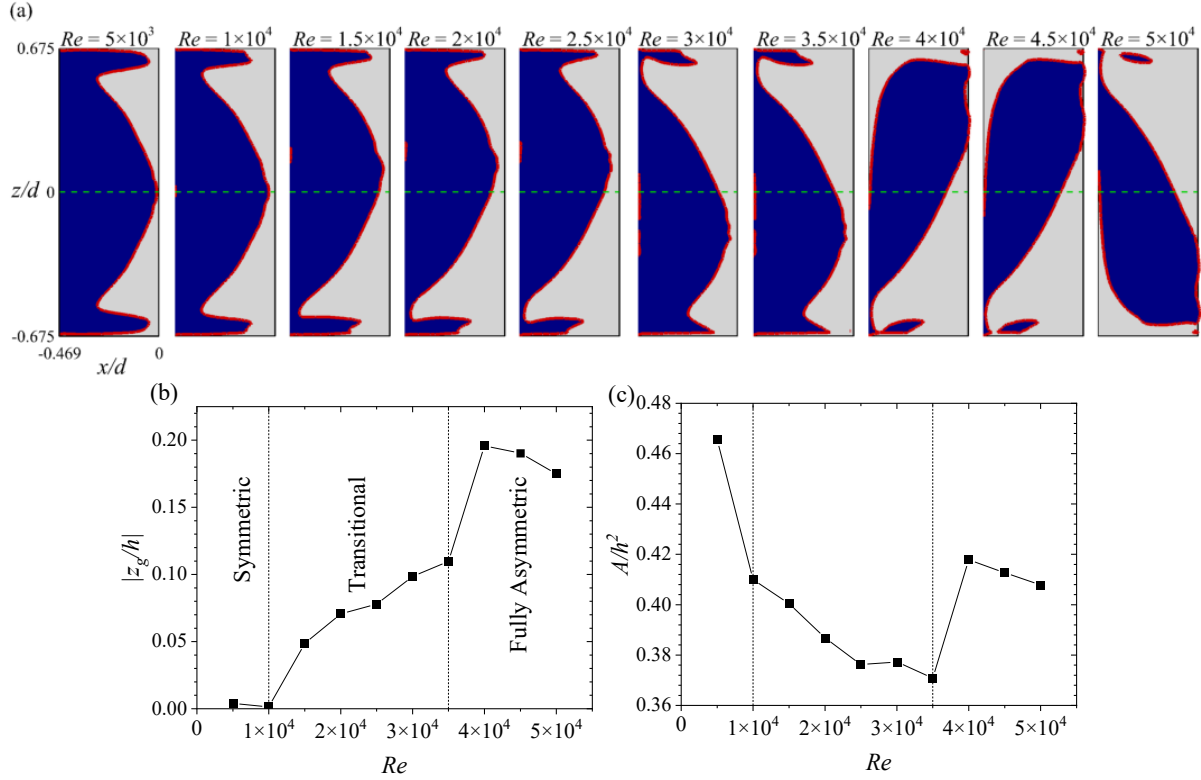 (a)
Re = 5×10³ Re = 1×10⁴ Re = 1.5×10⁴ Re = 2×10⁴ Re = 2.5×10⁴ Re = 3×10⁴ Re = 3.5×10⁴ Re = 4×10⁴ Re = 4.5×10⁴ Re = 5×10⁴
0.675
z/d 0
-0.675
-0.469 0
x/d
(b)
|z_g/h|
0.20
0.15
0.10
0.05
0.00
Symmetric
Transitional
Fully Asymmetric
0 1×10⁴ 2×10⁴ 3×10⁴ 4×10⁴ 5×10⁴
Re
(c)
A/h²
0.48
0.46
0.44
0.42
0.40
0.38
0.36
0 1×10⁴ 2×10⁴ 3×10⁴ 4×10⁴ 5×10⁴
Re